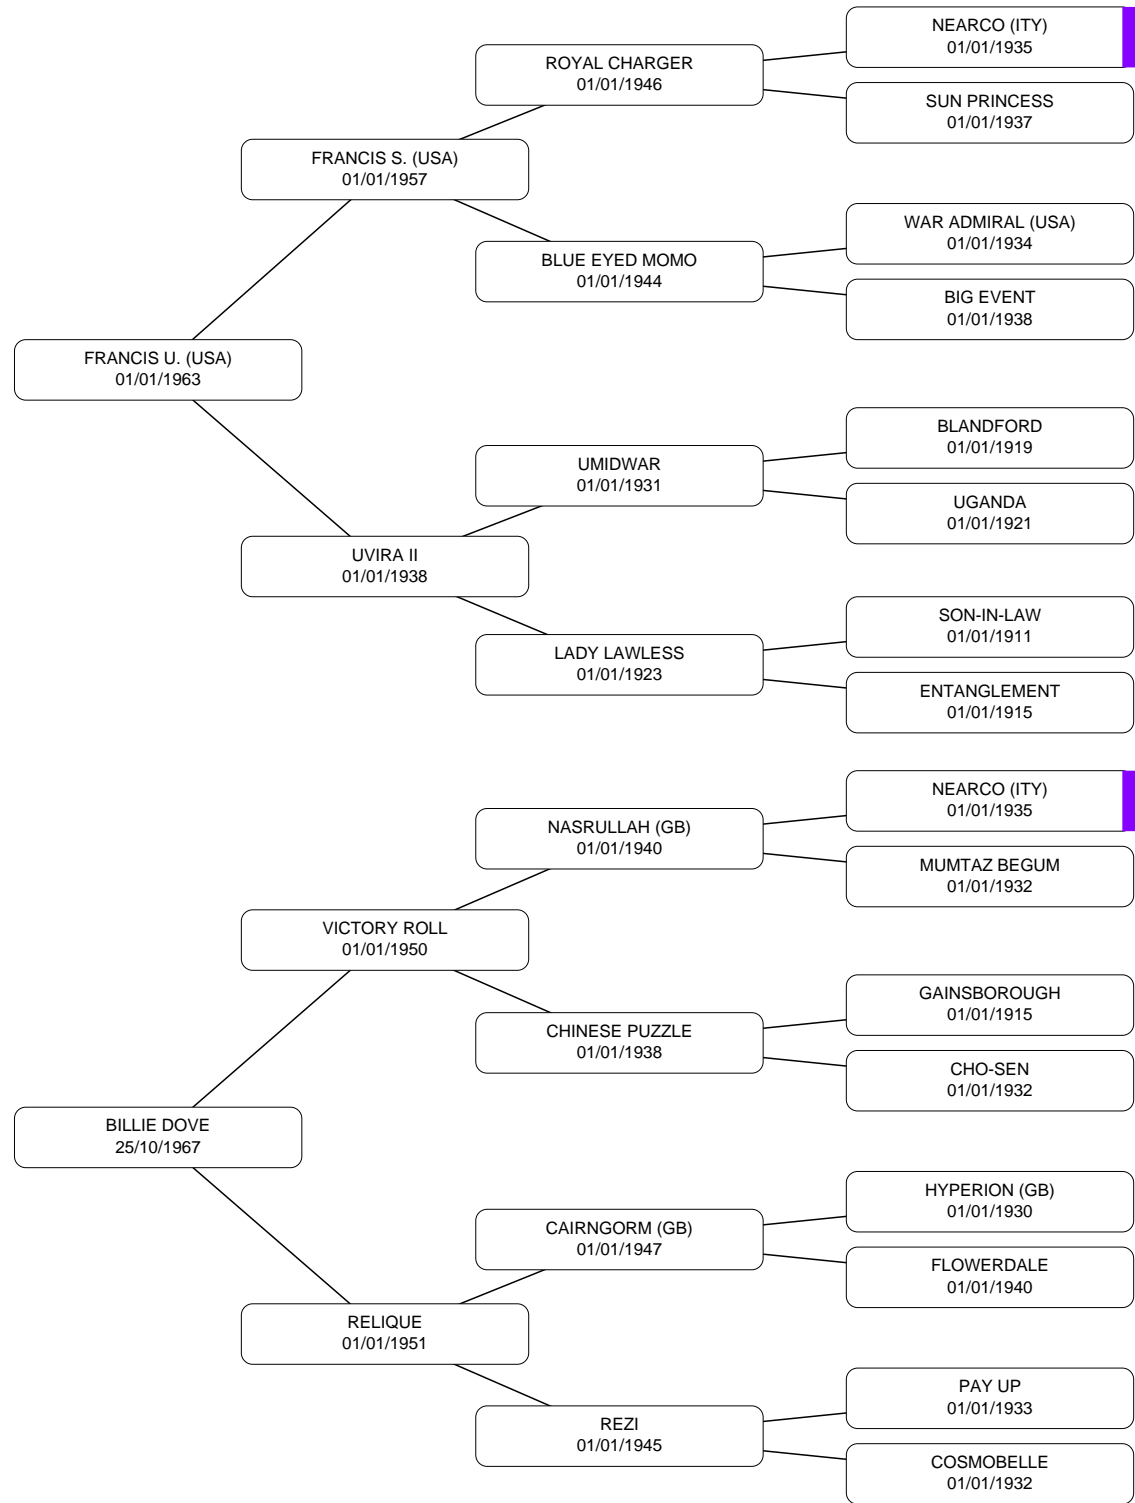 NEARCO (ITY)
01/01/1935
ROYAL CHARGER
01/01/1946
SUN PRINCESS
01/01/1937
FRANCIS S. (USA)
01/01/1957
WAR ADMIRAL (USA)
01/01/1934
BLUE EYED MOMO
01/01/1944
BIG EVENT
01/01/1938
FRANCIS U. (USA)
01/01/1963
BLANDFORD
01/01/1919
UMIDWAR
01/01/1931
UGANDA
01/01/1921
UVIRA II
01/01/1938
SON-IN-LAW
01/01/1911
LADY LAWLESS
01/01/1923
ENTANGLEMENT
01/01/1915
NEARCO (ITY)
01/01/1935
NASRULLAH (GB)
01/01/1940
MUMTAZ BEGUM
01/01/1932
VICTORY ROLL
01/01/1950
GAINSBOROUGH
01/01/1915
CHINESE PUZZLE
01/01/1938
CHO-SEN
01/01/1932
BILLIE DOVE
25/10/1967
HYPERION (GB)
01/01/1930
CAIRNGORM (GB)
01/01/1947
FLOWERDALE
01/01/1940
RELIQUE
01/01/1951
PAY UP
01/01/1933
REZI
01/01/1945
COSMOBELLE
01/01/1932